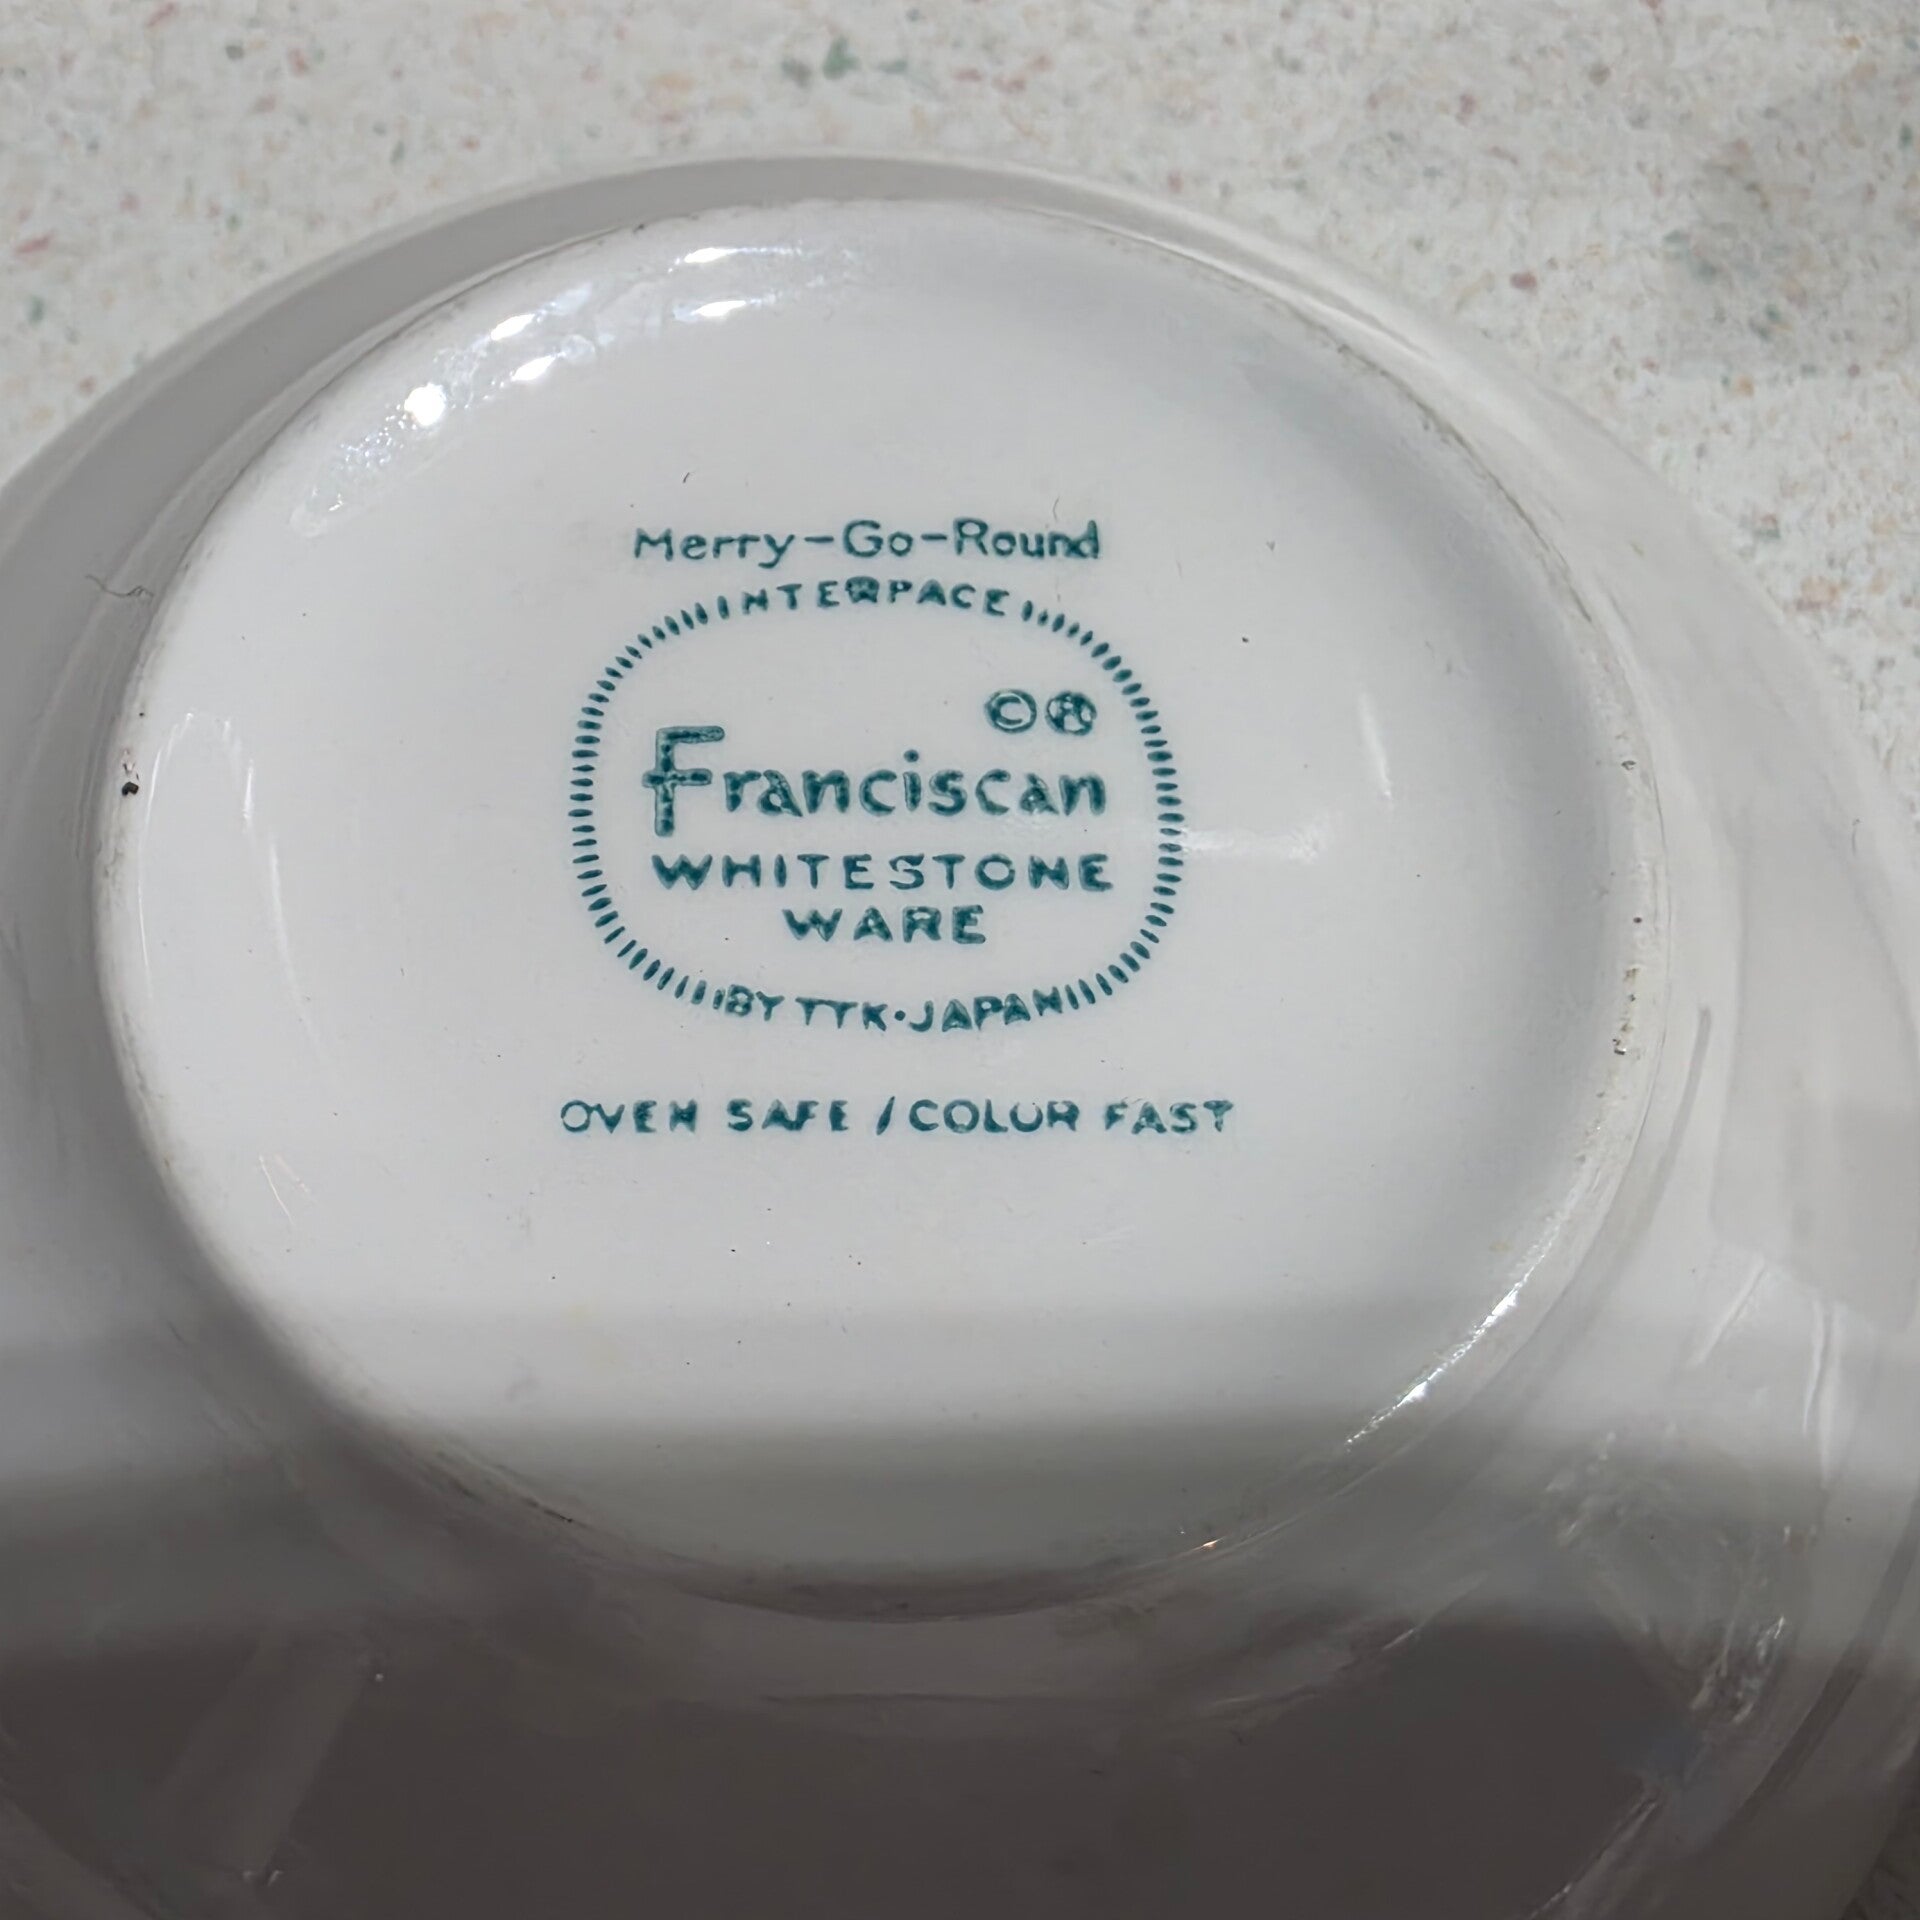 Merry-Go-Round
INTERPACE
©®
Franciscan
WHITESTONE
WARE
BY TTK·JAPAN
OVEN SAFE / COLOR FAST